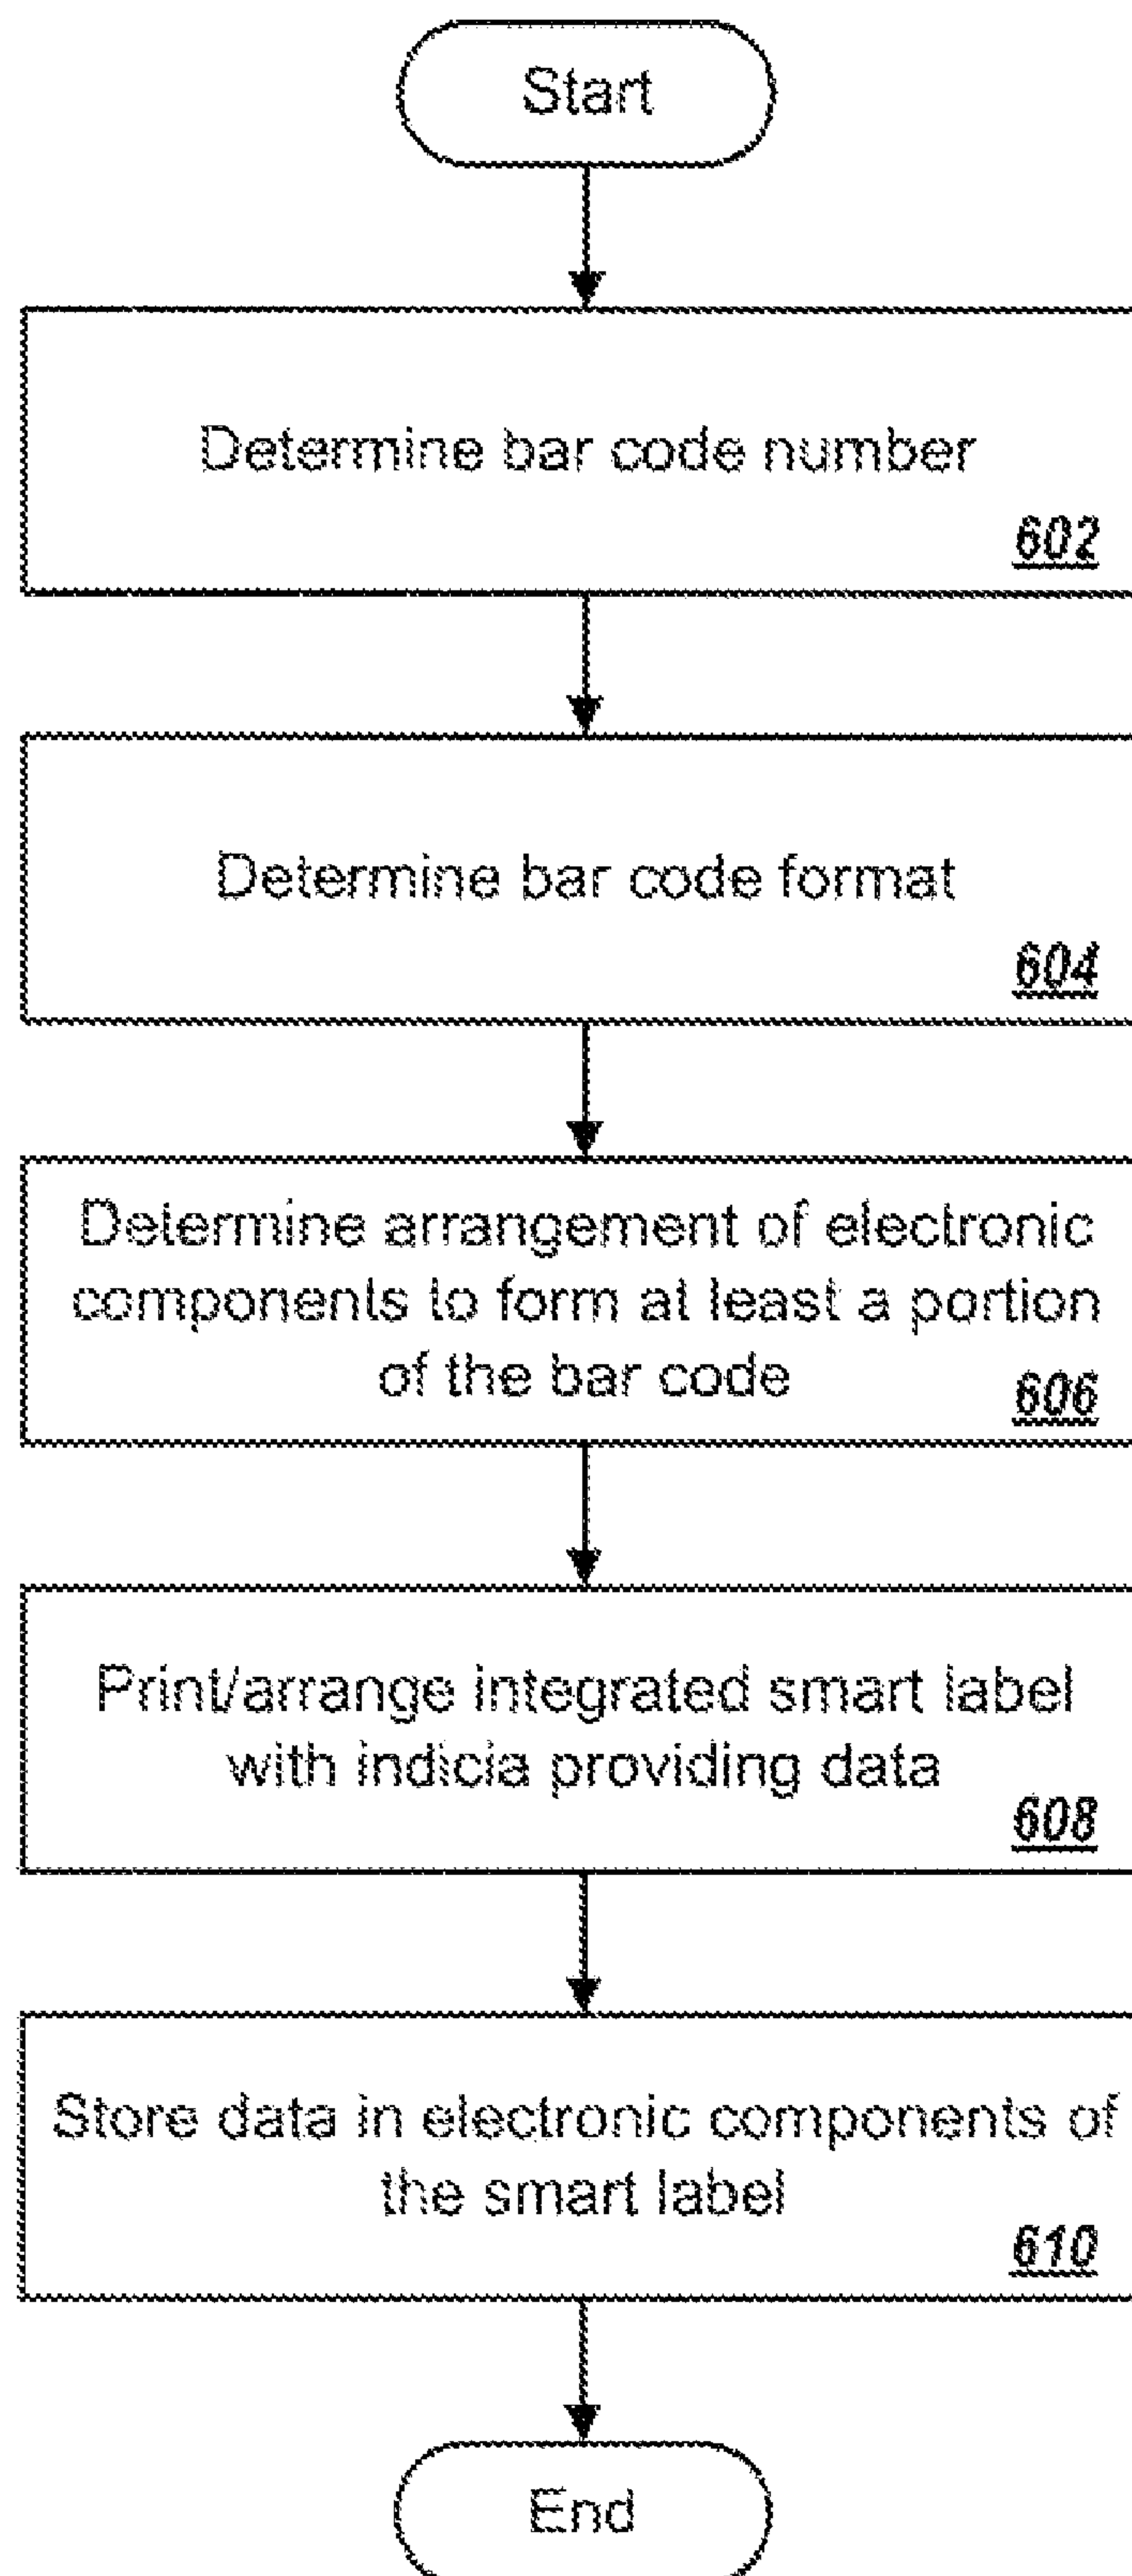 Start
Determine bar code number
602
Determine bar code format
604
Determine arrangement of electronic
components to form at least a portion
of the bar code
606
Print/arrange integrated smart label
with indicia providing data
608
Store data in electronic components of
the smart label
610
End